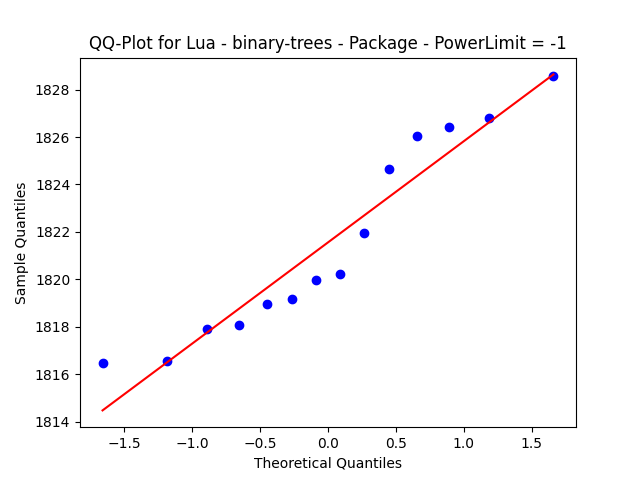 QQ-Plot for Lua - binary-trees - Package - PowerLimit = -1
1828
1826
1824
1822
1820
1818
1816
1814
Sample Quantiles
−1.5 −1.0 −0.5 0.0 0.5 1.0 1.5
Theoretical Quantiles